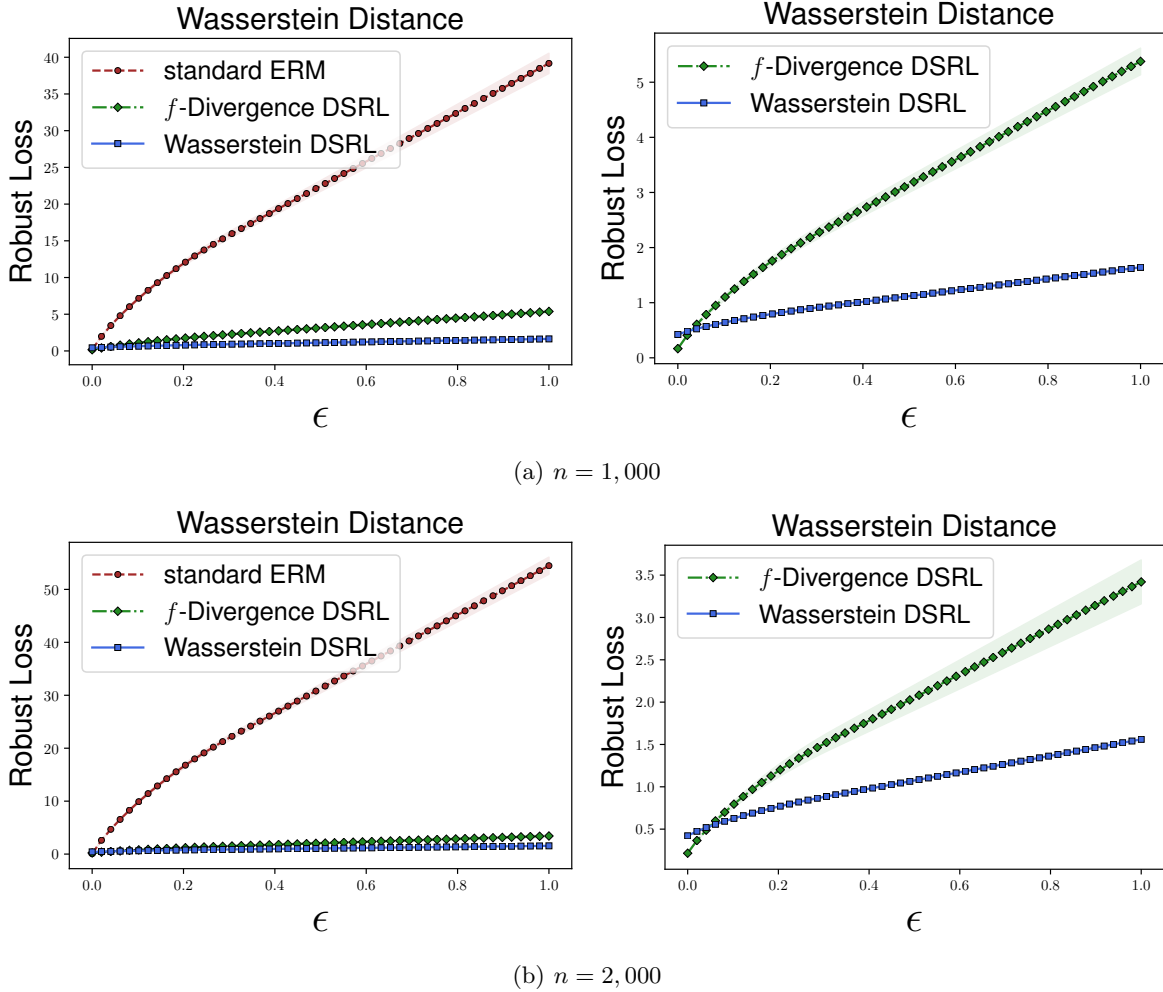 Wasserstein Distance
standard ERM
f-Divergence DSRL
Wasserstein DSRL
Robust Loss
40
35
30
25
20
15
10
5
0
0.0 0.2 0.4 0.6 0.8 1.0
ϵ
Wasserstein Distance
f-Divergence DSRL
Wasserstein DSRL
Robust Loss
5
4
3
2
1
0
0.0 0.2 0.4 0.6 0.8 1.0
ϵ
(a) n = 1,000
Wasserstein Distance
standard ERM
f-Divergence DSRL
Wasserstein DSRL
Robust Loss
50
40
30
20
10
0
0.0 0.2 0.4 0.6 0.8 1.0
ϵ
Wasserstein Distance
f-Divergence DSRL
Wasserstein DSRL
Robust Loss
3.5
3.0
2.5
2.0
1.5
1.0
0.5
0.0 0.2 0.4 0.6 0.8 1.0
ϵ
(b) n = 2,000